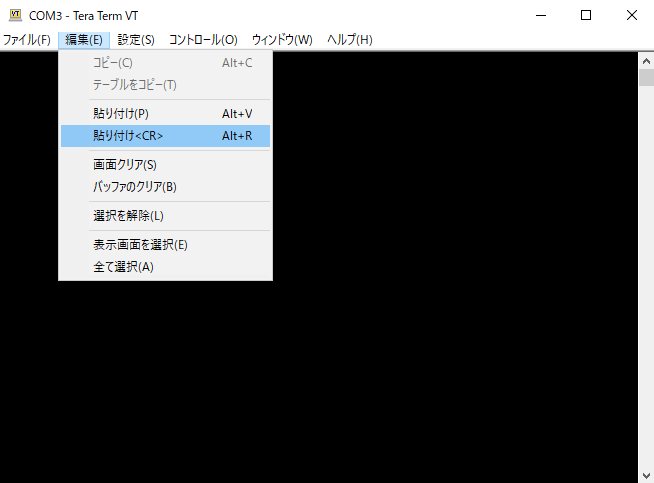 VT COM3 - Tera Term VT
ファイル(F) 編集(E) 設定(S) コントロール(O) ウィンドウ(W) ヘルプ(H)
コピー(C) Alt+C
テーブルをコピー(T)
貼り付け(P) Alt+V
貼り付け<CR> Alt+R
画面クリア(S)
バッファのクリア(B)
選択を解除(L)
表示画面を選択(E)
全て選択(A)